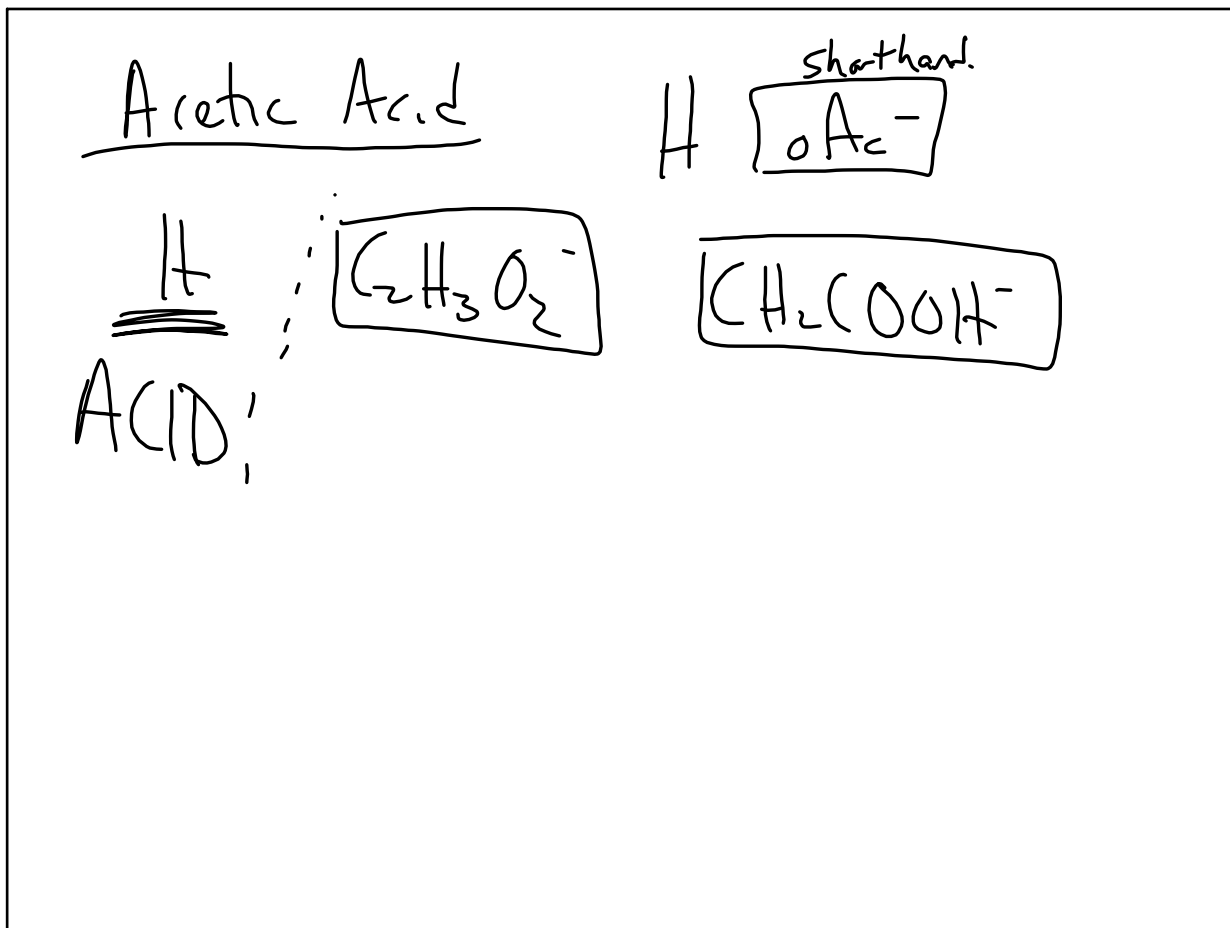 Acetic Acid
shorthand.
H OAc⁻
H C₂H₃O₂⁻
CH₂COOH⁻
ACID